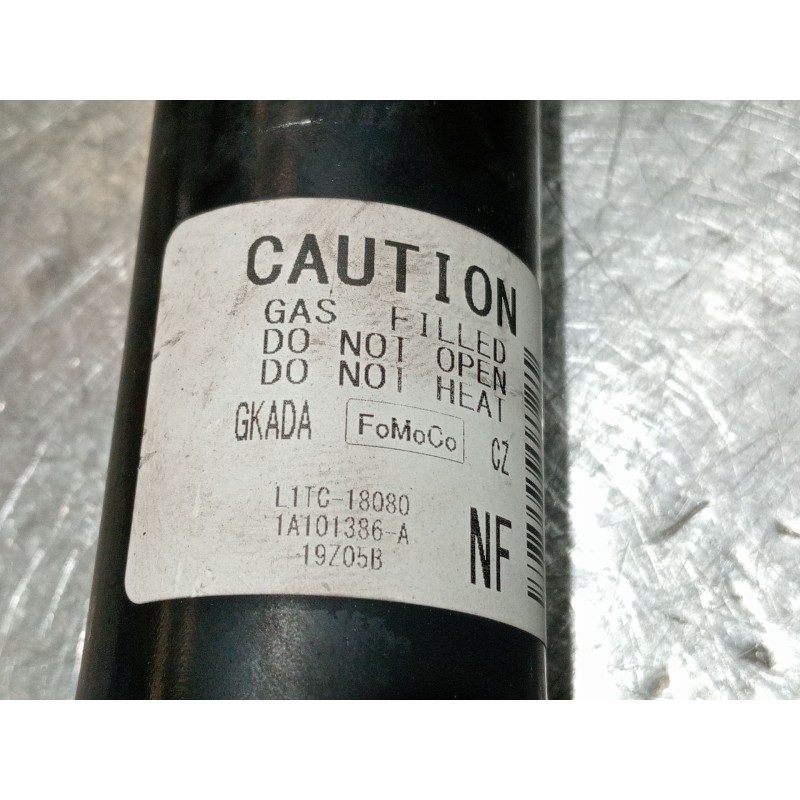 CAUTION
GAS FILLED
DO NOT OPEN
DO NOT HEAT
GKADA FoMoCo CZ
L1TC-18080
1A101386-A
19Z05B
NF